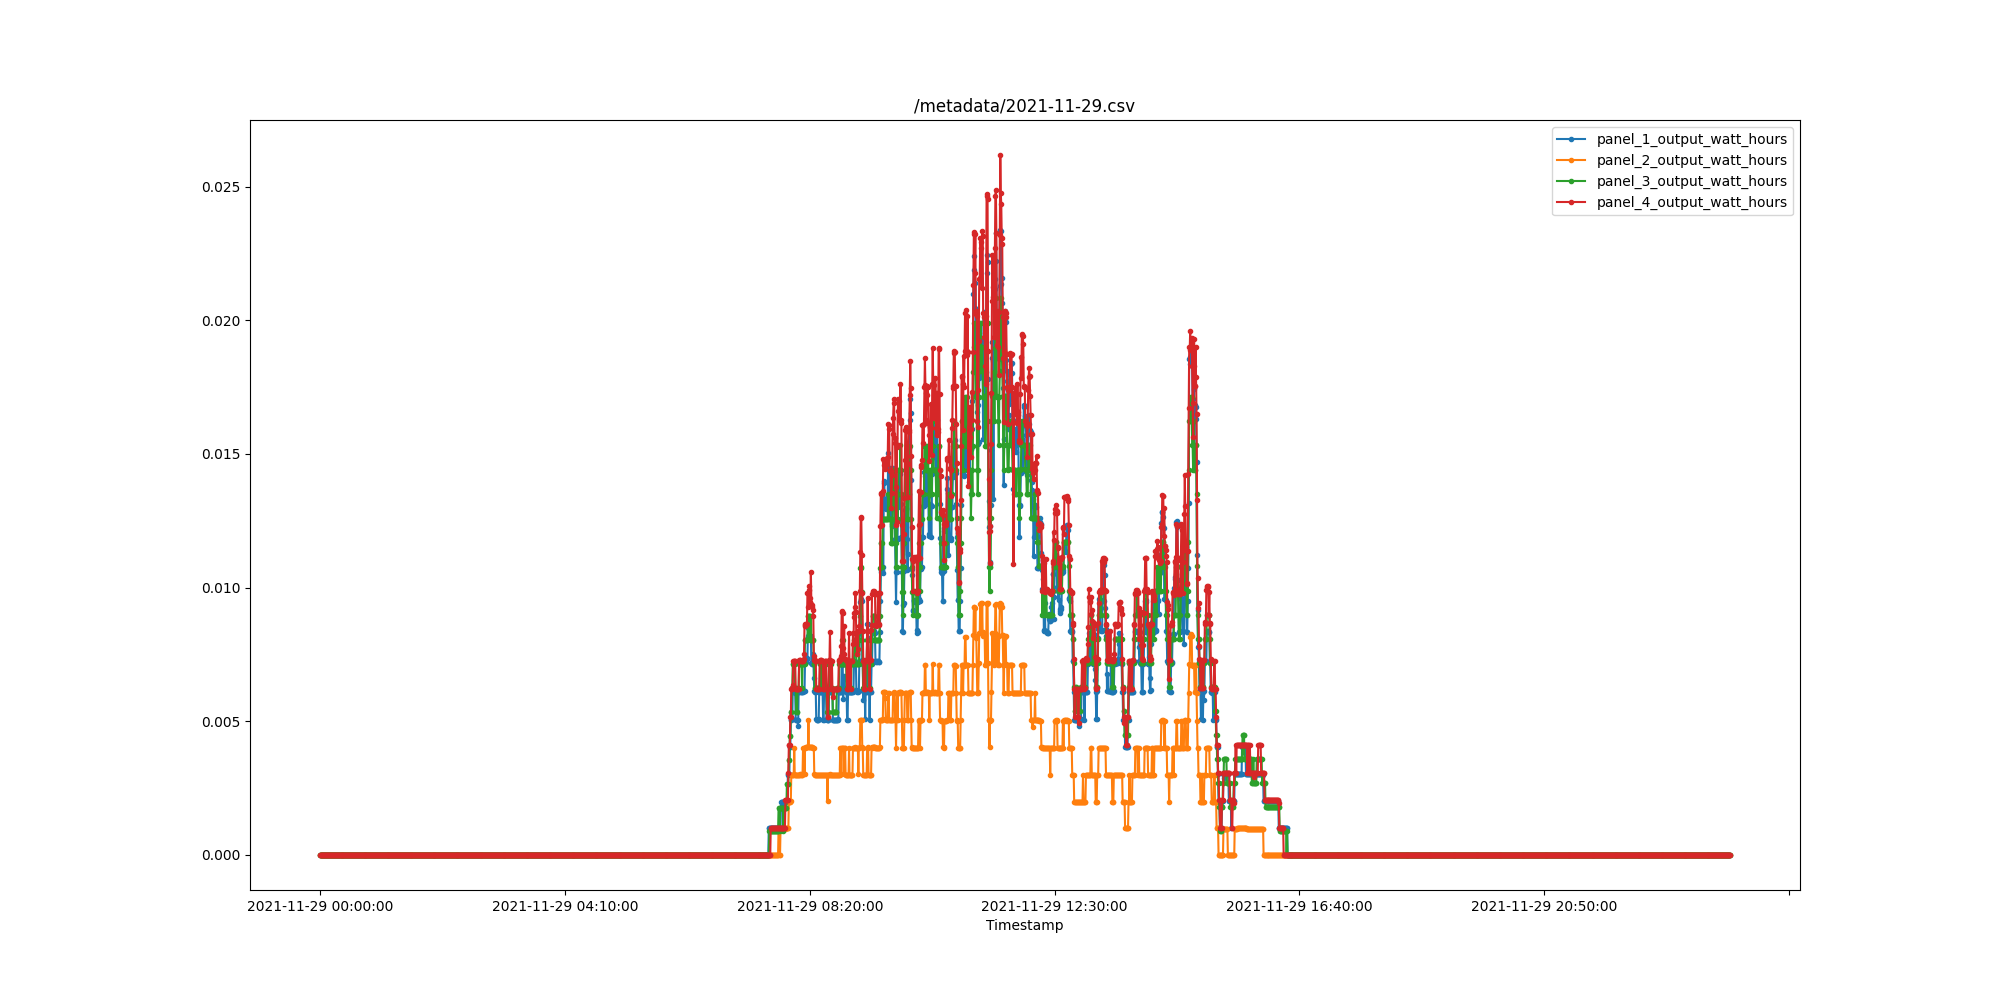 /metadata/2021-11-29.csv
panel_1_output_watt_hours
panel_2_output_watt_hours
panel_3_output_watt_hours
panel_4_output_watt_hours
0.025
0.020
0.015
0.010
0.005
0.000
2021-11-29 00:00:00 2021-11-29 04:10:00 2021-11-29 08:20:00 2021-11-29 12:30:00 2021-11-29 16:40:00 2021-11-29 20:50:00
Timestamp